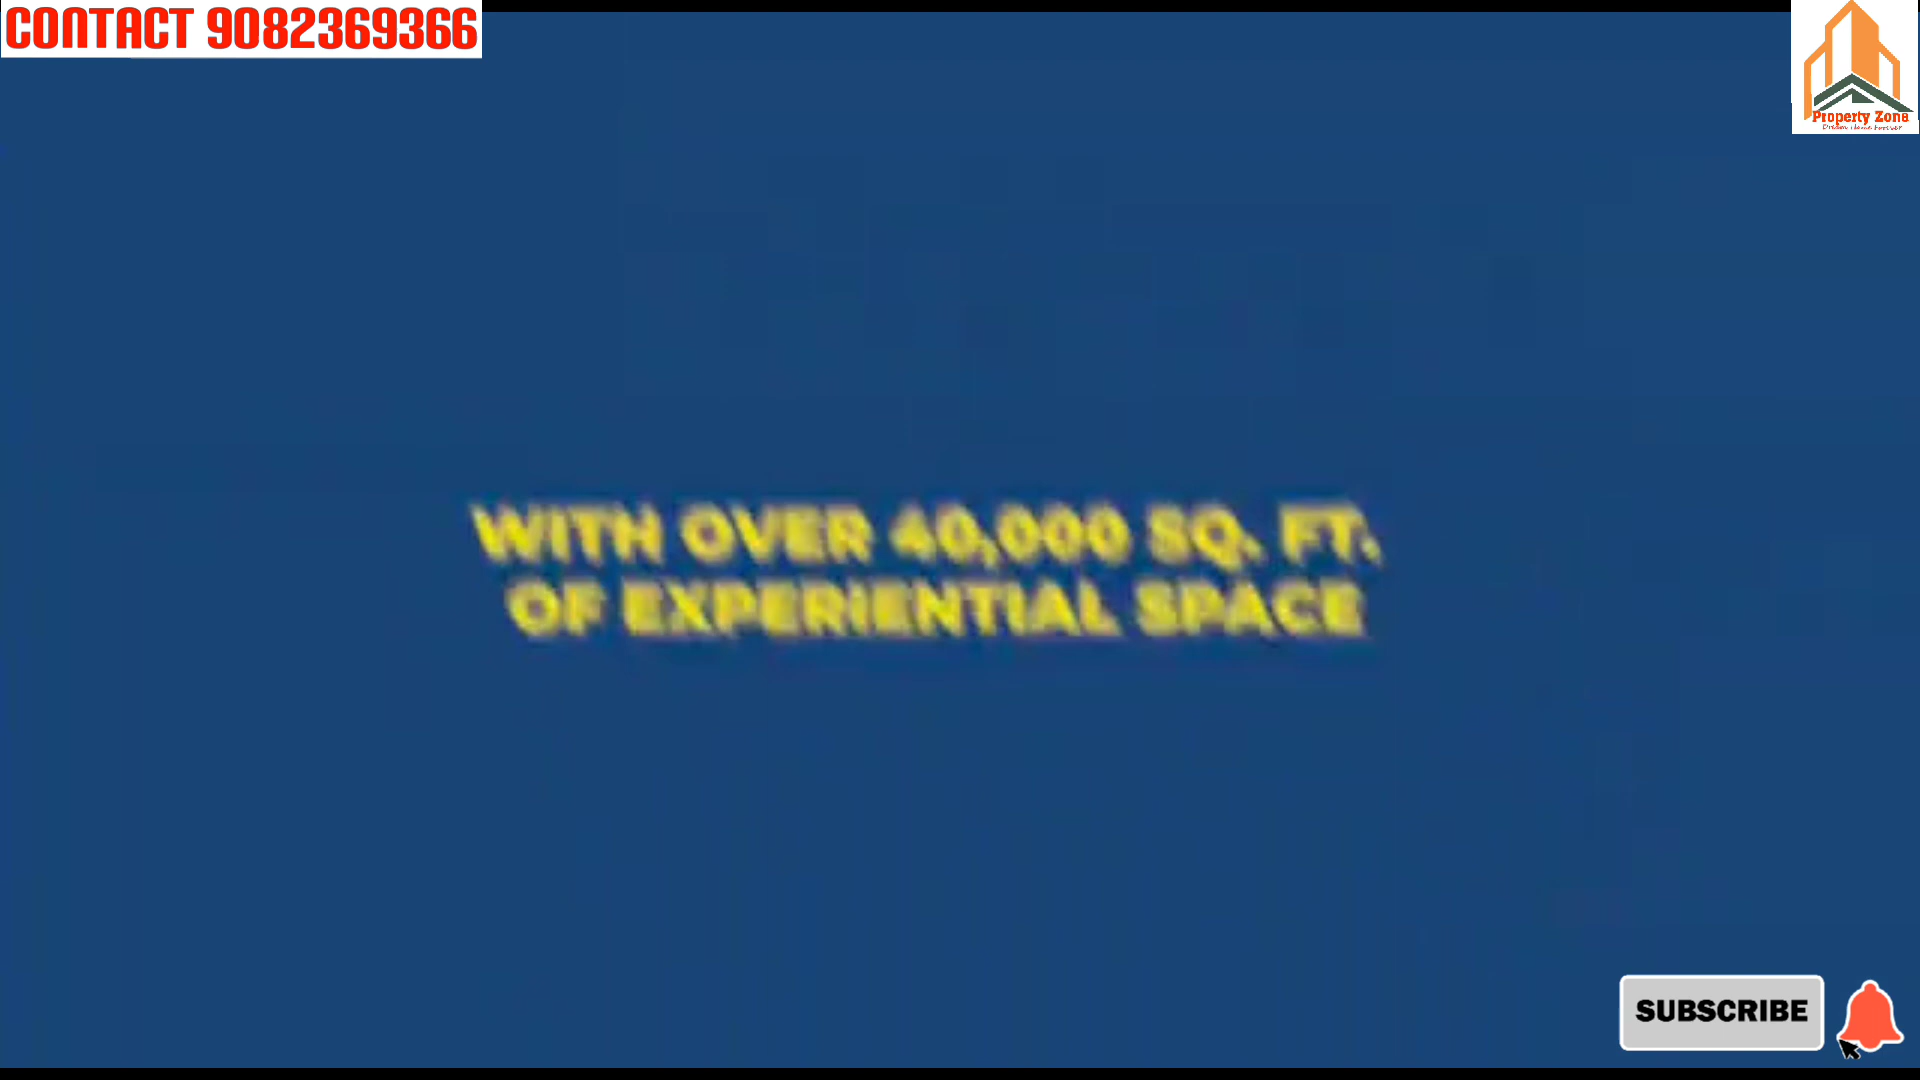 CONTACT 9082369366
Property Zone
WITH OVER 40,000 SQ. FT.
OF EXPERIENTIAL SPACE
SUBSCRIBE